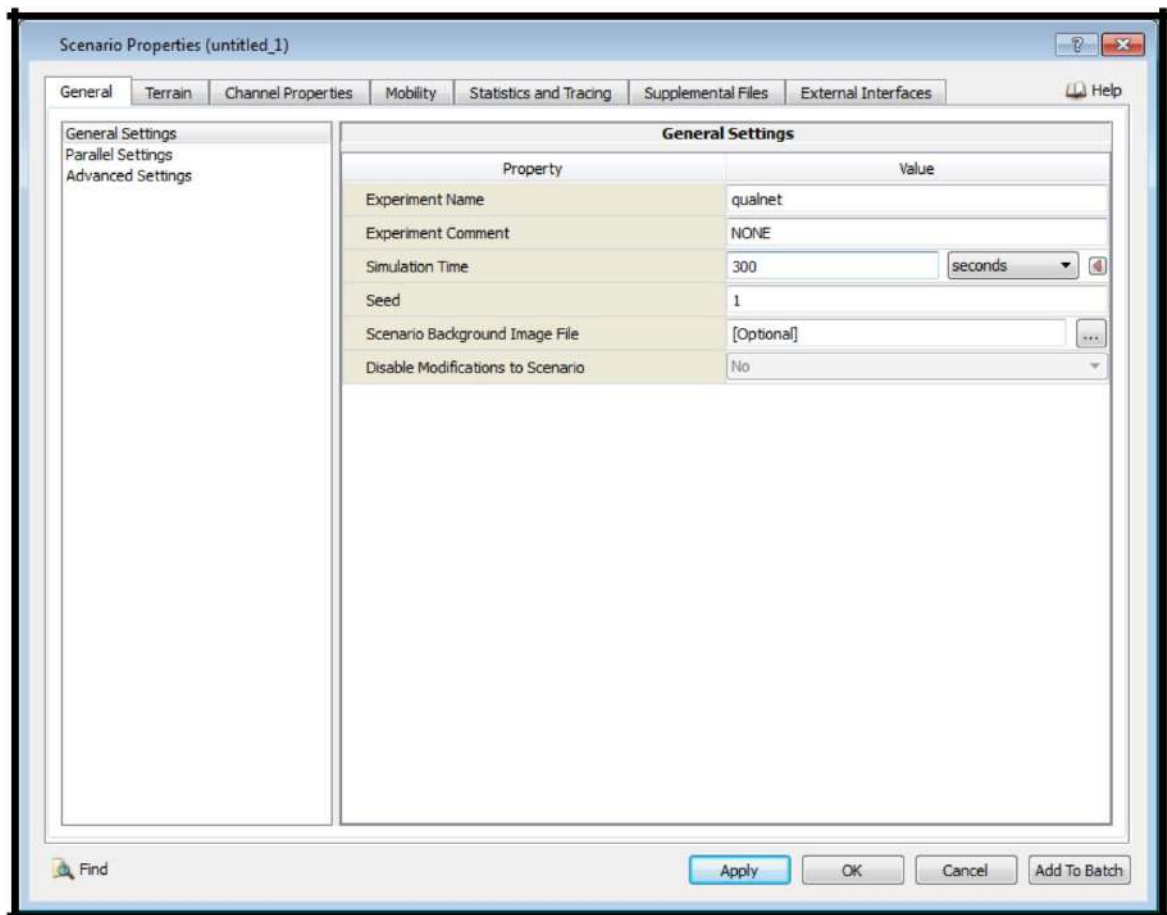 Scenario Properties (untitled_1)
?
General Terrain Channel Properties Mobility Statistics and Tracing Supplemental Files External Interfaces Help
General Settings
Parallel Settings
Advanced Settings
General Settings
Property Value
Experiment Name qualnet
Experiment Comment NONE
Simulation Time 300 seconds
Seed 1
Scenario Background Image File [Optional] ...
Disable Modifications to Scenario No
Find Apply OK Cancel Add To Batch